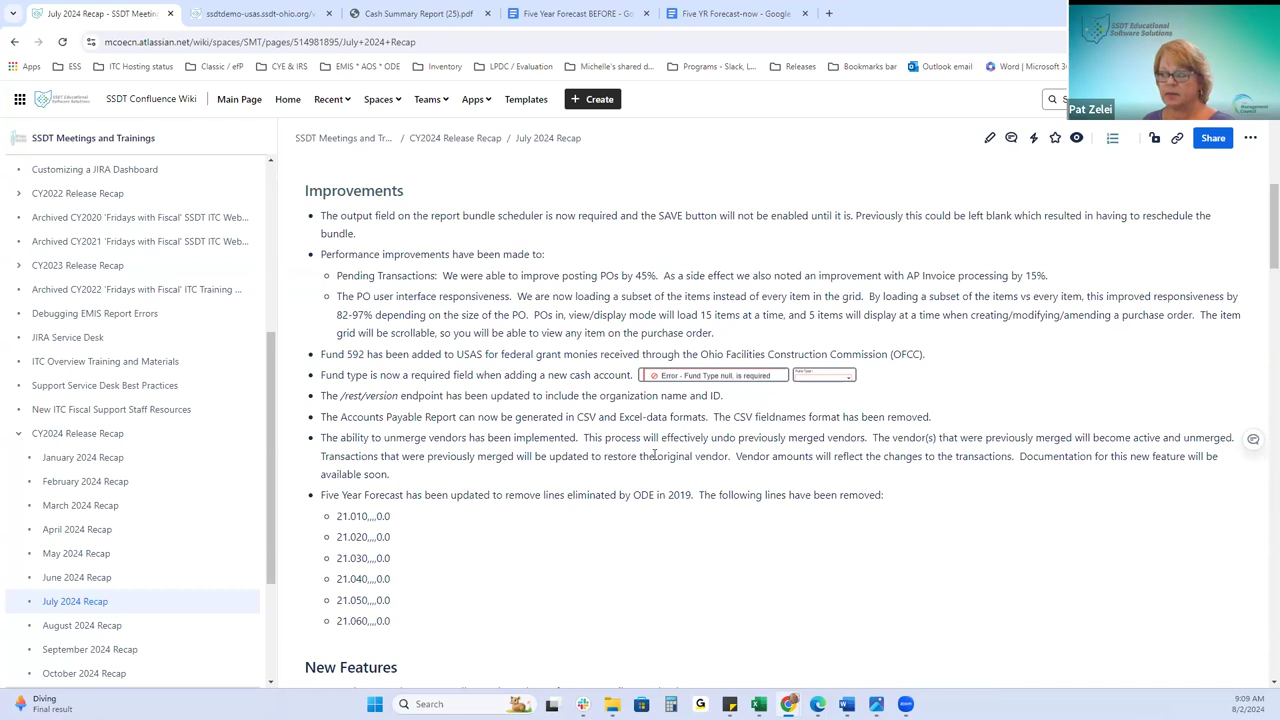 July 2024 Recap - SSDT Meetings
ssdtdemo-usas.ssdt-ohio.org/#/ves
Cash Summary Report (25).pdf
Five Year Forecast BEFORE - Go
Five YR Forecast-now - Google
mcoecn.atlassian.net/wiki/spaces/SMT/pages/514981895/July+2024+Recap
Apps
ESS
ITC Hosting status
Classic / efP
CYE & IRS
EMIS * AOS * ODE
Inventory
LPDC / Evaluation
Michelle's shared d...
Programs - Slack, L...
Releases
Bookmarks bar
Outlook email
Word | Microsoft 36
SSDT Educational
Software Solutions
Management
Council
Pat Zelei
SSDT Confluence Wiki
Main Page
Home
Recent
Spaces
Teams
Apps
Templates
+ Create
SSDT Meetings and Trainings
SSDT Meetings and Tr... / CY2024 Release Recap / July 2024 Recap
Share
Customizing a JIRA Dashboard
CY2022 Release Recap
Archived CY2020 'Fridays with Fiscal' SSDT ITC Web...
Archived CY2021 'Fridays with Fiscal' SSDT ITC Web...
CY2023 Release Recap
Archived CY2022 'Fridays with Fiscal' ITC Training ...
Debugging EMIS Report Errors
JIRA Service Desk
ITC Overview Training and Materials
Support Service Desk Best Practices
New ITC Fiscal Support Staff Resources
CY2024 Release Recap
January 2024 Recap
February 2024 Recap
March 2024 Recap
April 2024 Recap
May 2024 Recap
June 2024 Recap
July 2024 Recap
August 2024 Recap
September 2024 Recap
October 2024 Recap
Improvements
• The output field on the report bundle scheduler is now required and the SAVE button will not be enabled until it is. Previously this could be left blank which resulted in having to reschedule the
bundle.
• Performance improvements have been made to:
Pending Transactions: We were able to improve posting POs by 45%. As a side effect we also noted an improvement with AP Invoice processing by 15%.
The PO user interface responsiveness. We are now loading a subset of the items instead of every item in the grid. By loading a subset of the items vs every item, this improved responsiveness by
82-97% depending on the size of the PO. POs in, view/display mode will load 15 items at a time, and 5 items will display at a time when creating/modifying/amending a purchase order. The item
grid will be scrollable, so you will be able to view any item on the purchase order.
• Fund 592 has been added to USAS for federal grant monies received through the Ohio Facilities Construction Commission (OFCC).
• Fund type is now a required field when adding a new cash account. Error - Fund Type null, is required Fund Type *
• The /rest/version endpoint has been updated to include the organization name and ID.
• The Accounts Payable Report can now be generated in CSV and Excel-data formats. The CSV fieldnames format has been removed.
• The ability to unmerge vendors has been implemented. This process will effectively undo previously merged vendors. The vendor(s) that were previously merged will become active and unmerged.
Transactions that were previously merged will be updated to restore the original vendor. Vendor amounts will reflect the changes to the transactions. Documentation for this new feature will be
available soon.
• Five Year Forecast has been updated to remove lines eliminated by ODE in 2019. The following lines have been removed:
21.010,,,,0.0
21.020,,,,0.0
21.030,,,,0.0
21.040,,,,0.0
21.050,,,,0.0
21.060,,,,0.0
New Features
Diving
Final result
Search
9:09 AM
8/2/2024